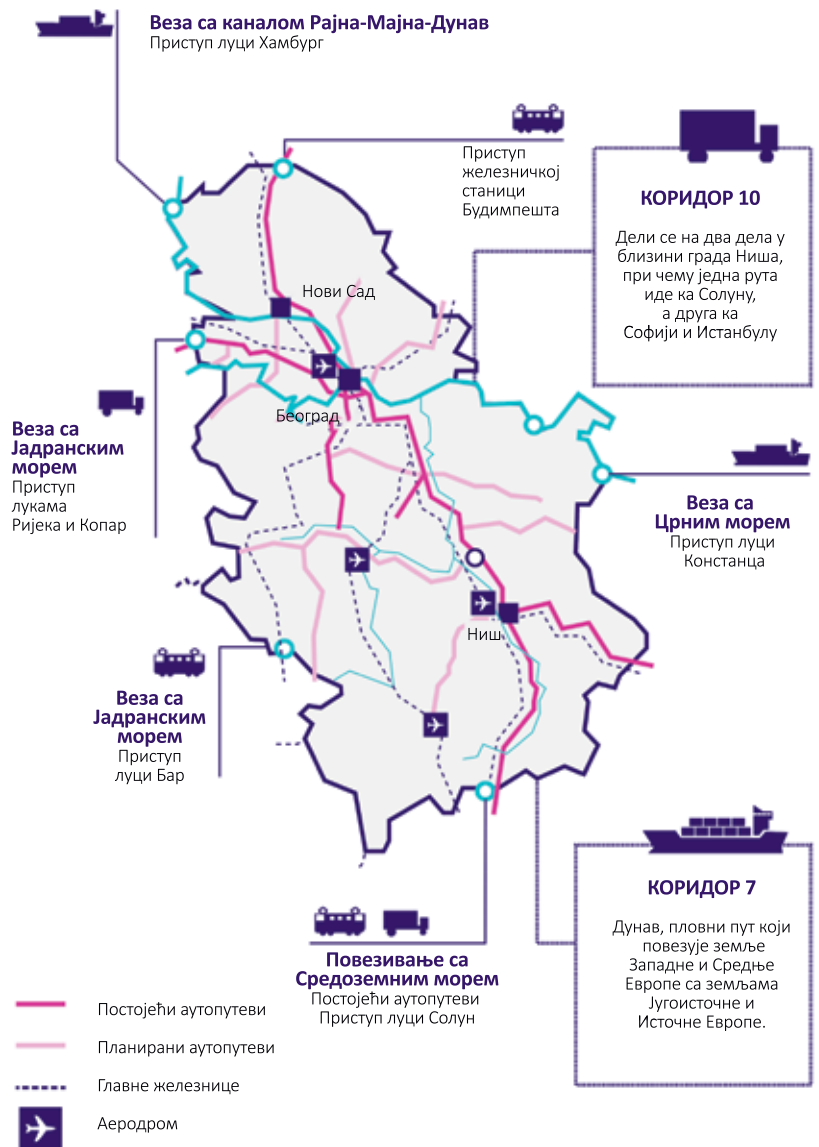 Веза са каналом Рајна-Мајна-Дунав
Приступ луци Хамбург
Приступ
железничкој
станици
Будимпешта
КОРИДОР 10
Дели се на два дела у
близини града Ниша,
при чему једна рута
иде ка Солуну,
а друга ка
Софији и Истанбулу
Нови Сад
Београд
Веза са
Јадранским
морем
Приступ
лукама
Ријека и Копар
Веза са
Црним морем
Приступ луци
Констанца
Ниш
Веза са
Јадранским
морем
Приступ
луци Бар
КОРИДОР 7
Дунав, пловни пут који
повезује земље
Западне и Средње
Европе са земљама
Југоисточне и
Источне Европе.
Повезивање са
Средоземним морем
Постојећи аутопутеви
Приступ луци Солун
Постојећи аутопутеви
Планирани аутопутеви
Главне железнице
Аеродром